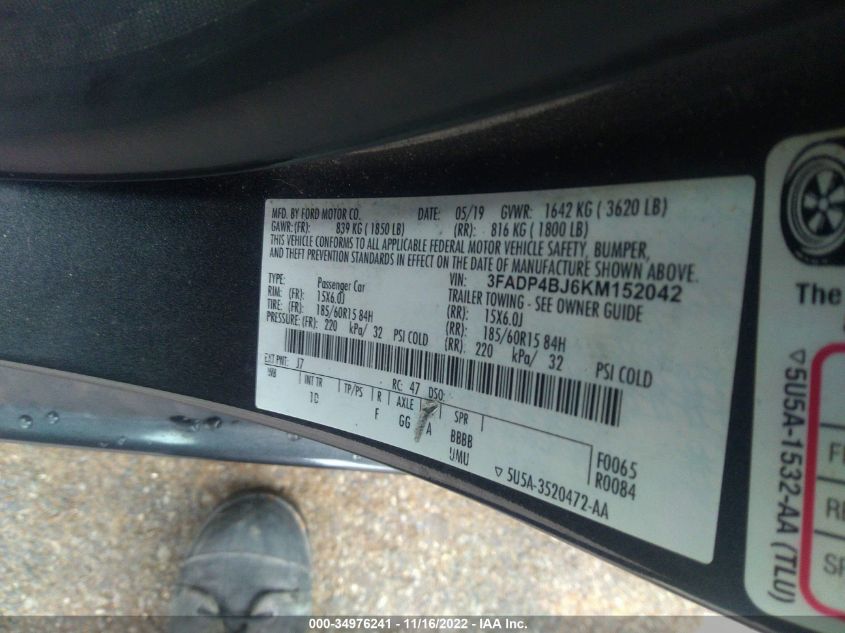 MFD. BY FORD MOTOR CO. DATE: 05/19 GVWR: 1642 KG ( 3620 LB)
GAWR: (FR): 839 KG ( 1850 LB) (RR): 816 KG ( 1800 LB)
THIS VEHICLE CONFORMS TO ALL APPLICABLE FEDERAL MOTOR VEHICLE SAFETY, BUMPER,
AND THEFT PREVENTION STANDARDS IN EFFECT ON THE DATE OF MANUFACTURE SHOWN ABOVE.
VIN: 3FADP4BJ6KM152042
TYPE: Passenger Car TRAILER TOWING - SEE OWNER GUIDE
RIM: (FR): 15X6.0J (RR): 15X6.0J
TIRE: (FR): 185/60R15 84H (RR): 185/60R15 84H
PRESSURE: (FR): 220 kPa/ 32 PSI COLD (RR): 220 kPa/ 32 PSI COLD
EXT PNT: J7 RC: 47 DSO:
WB INT TR TP/PS R AXLE SPR
F GG A BBBB
UMU
F0065
R0084
▽ 5U5A-3520472-AA
The
▽5U5A-1532-AA (TLU)
RE
SP
000-34976241 - 11/16/2022 - IAA Inc.